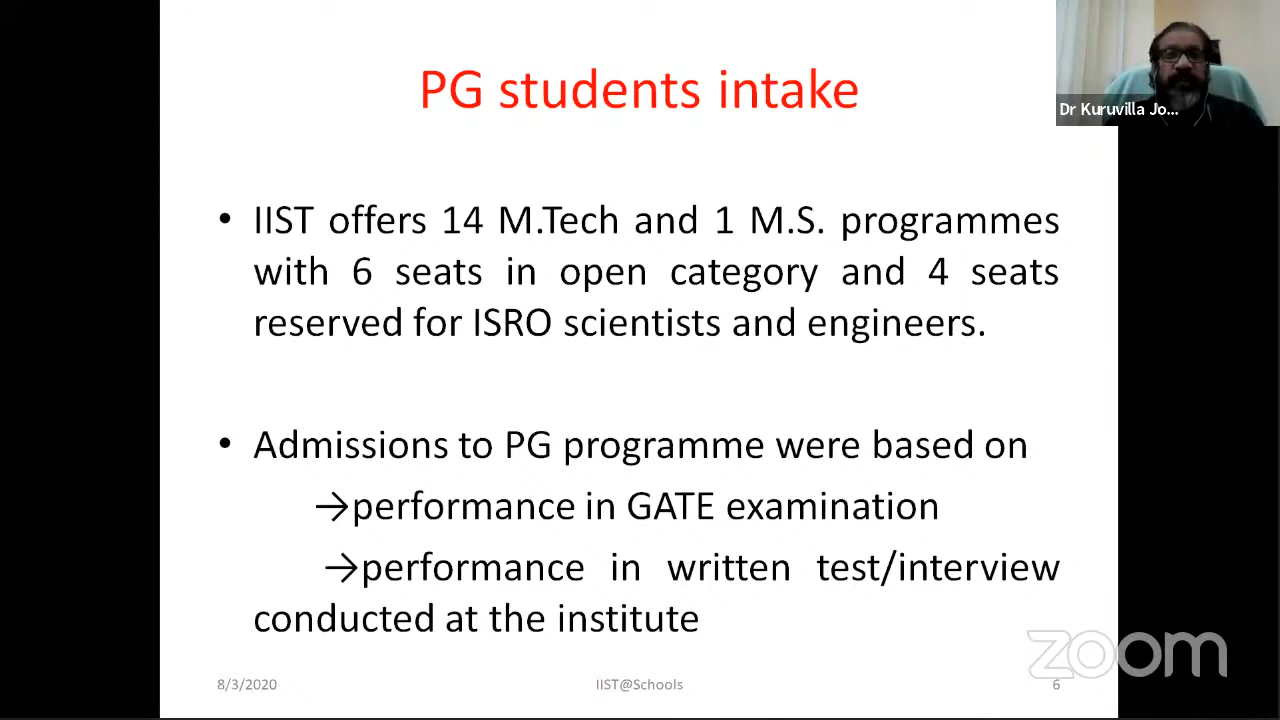 PG students intake
Dr Kuruvilla Jo...
• IIST offers 14 M.Tech and 1 M.S. programmes
with 6 seats in open category and 4 seats
reserved for ISRO scientists and engineers.
• Admissions to PG programme were based on
→performance in GATE examination
→performance in written test/interview
conducted at the institute
zoom
8/3/2020 IIST@Schools 6